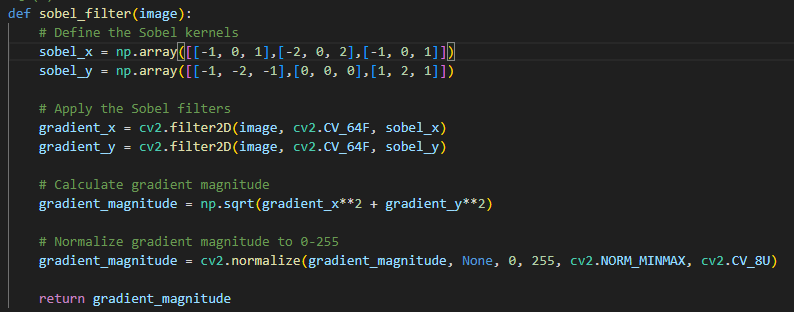 def sobel_filter(image):
    # Define the Sobel kernels
    sobel_x = np.array([[-1, 0, 1],[-2, 0, 2],[-1, 0, 1]])
    sobel_y = np.array([[-1, -2, -1],[0, 0, 0],[1, 2, 1]])

    # Apply the Sobel filters
    gradient_x = cv2.filter2D(image, cv2.CV_64F, sobel_x)
    gradient_y = cv2.filter2D(image, cv2.CV_64F, sobel_y)

    # Calculate gradient magnitude
    gradient_magnitude = np.sqrt(gradient_x**2 + gradient_y**2)

    # Normalize gradient magnitude to 0-255
    gradient_magnitude = cv2.normalize(gradient_magnitude, None, 0, 255, cv2.NORM_MINMAX, cv2.CV_8U)

    return gradient_magnitude